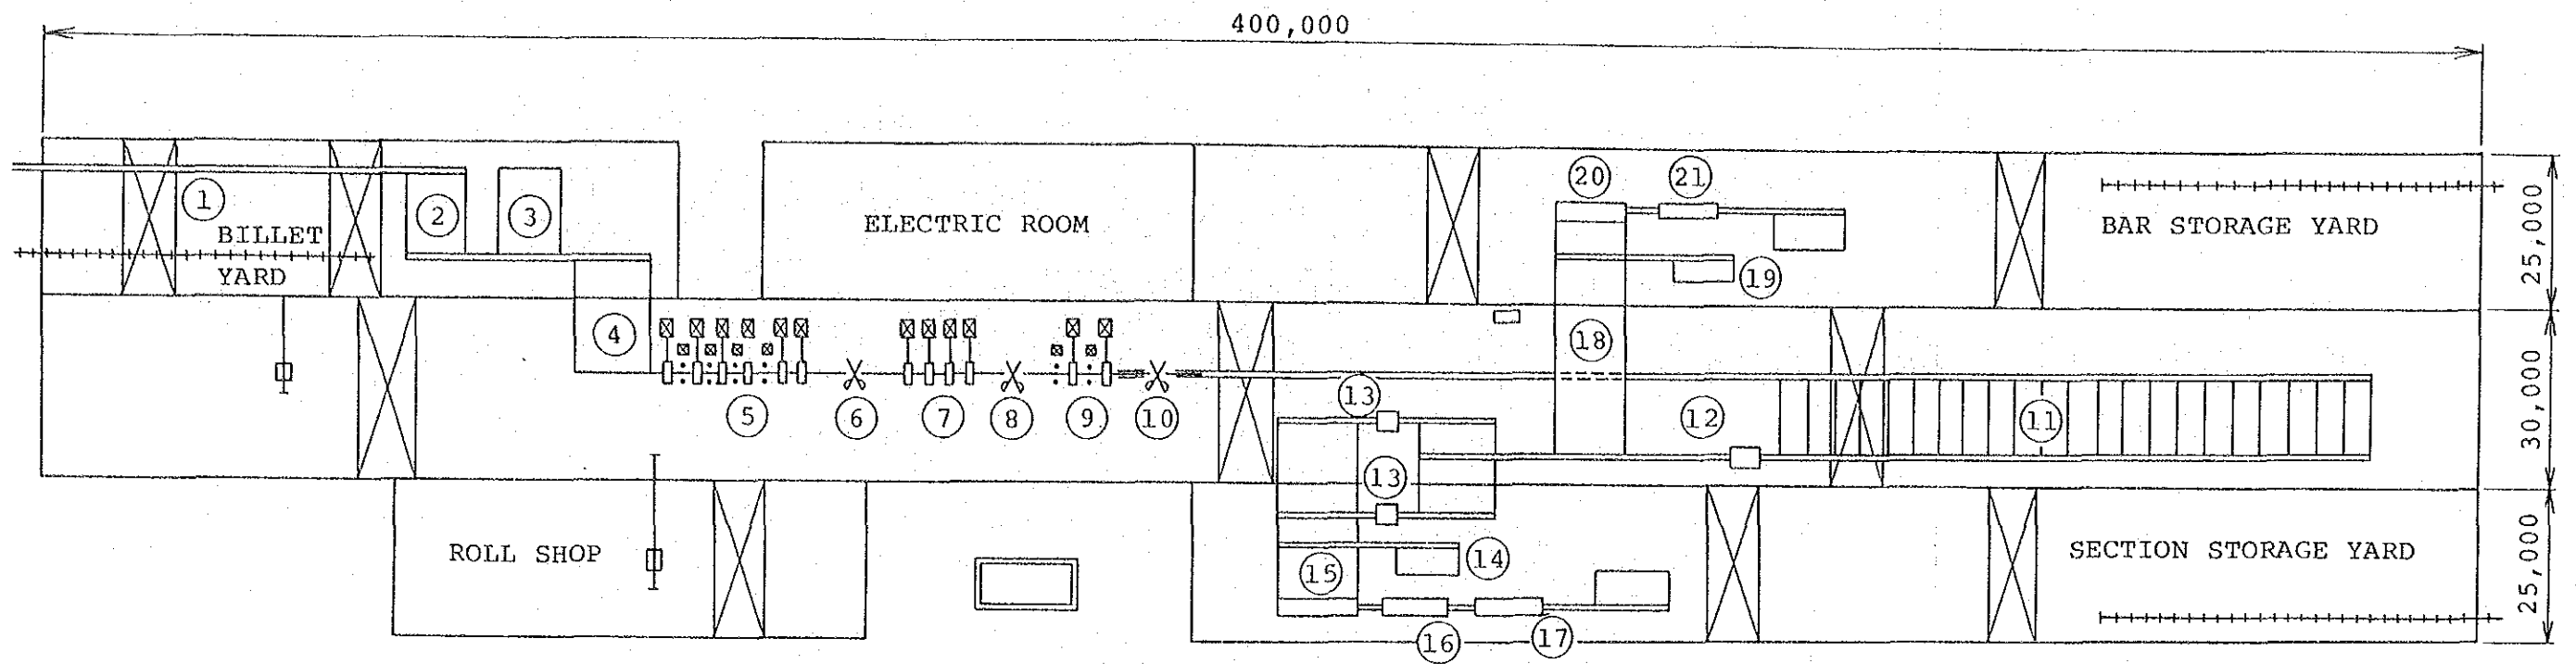 400,000
20 21
1 2 3
BILLET
YARD
ELECTRIC ROOM
BAR STORAGE YARD
25,000
19
4
18
30,000
13
5 6 7 8 9 10
12 11
13
ROLL SHOP
14
15
SECTION STORAGE YARD
25,000
16 17